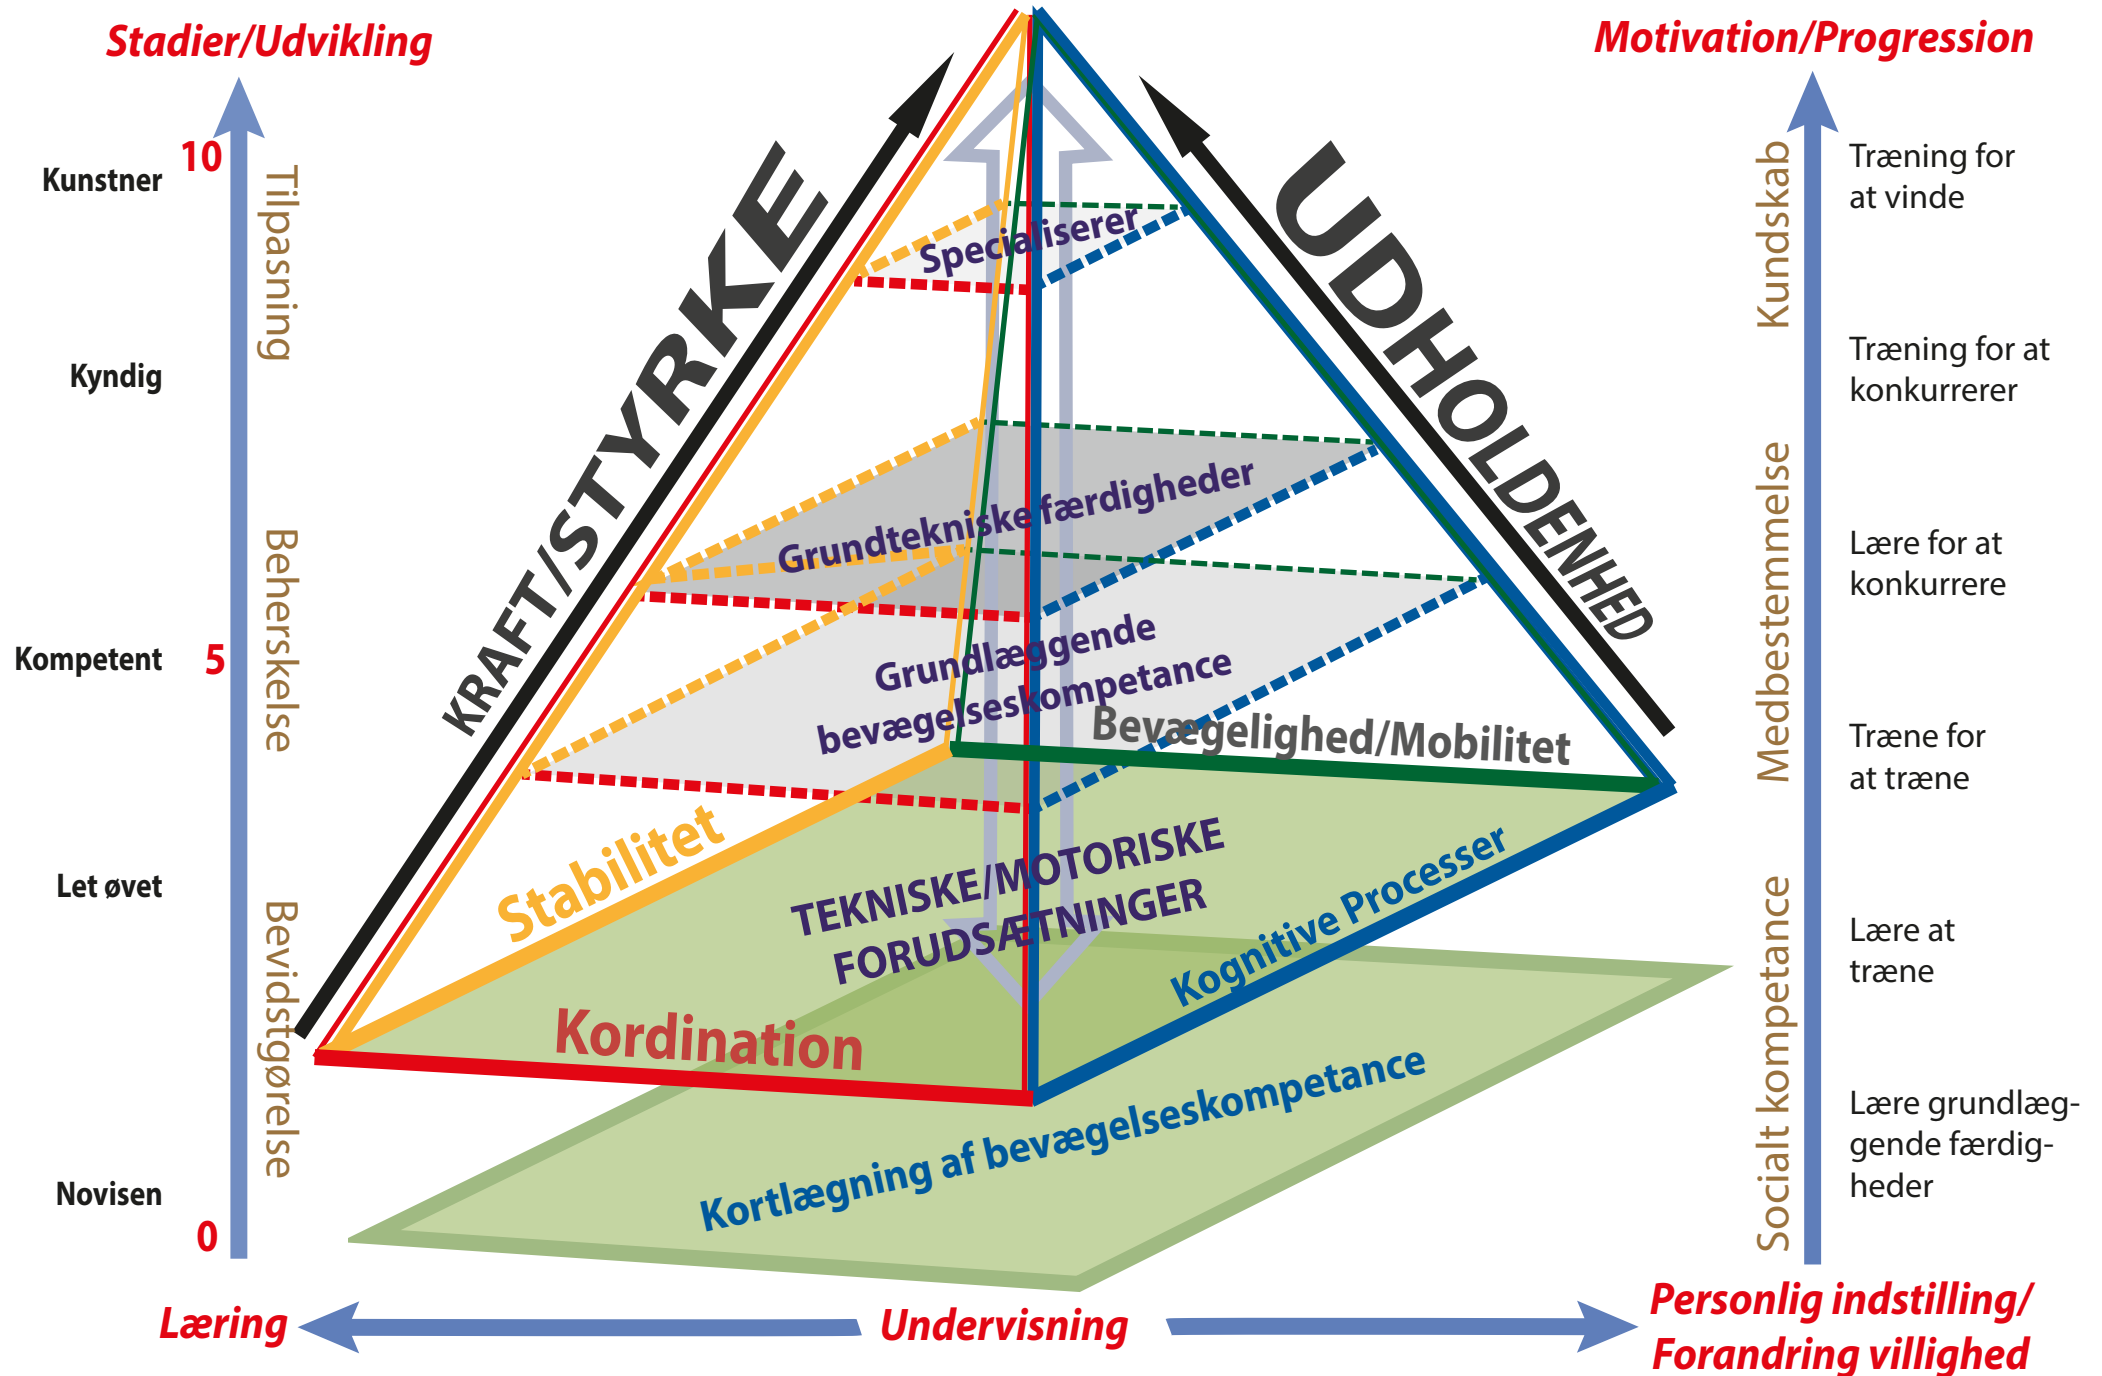 Stadier/Udvikling
Motivation/Progression
10
Kunstner
Kyndig
Kompetent
5
Let øvet
Novisen
0
Tilpasning
Beherskelse
Bevidstgørelse
KRAFT/STYRKE
UDHOLDENHED
Specialiserer
Grundtekniske færdigheder
Grundlæggende
bevægelseskompetance
Bevægelighed/Mobilitet
Stabilitet
TEKNISKE/MOTORISKE
FORUDSÆTNINGER
Kognitive Processer
Kordination
Kortlægning af bevægelseskompetance
Kundskab
Medbestemmelse
Socialt kompetance
Træning for
at vinde
Træning for at
konkurrerer
Lære for at
konkurrere
Træne for
at træne
Lære at
træne
Lære grundlæg-
gende færdig-
heder
Læring
Undervisning
Personlig indstilling/
Forandring villighed